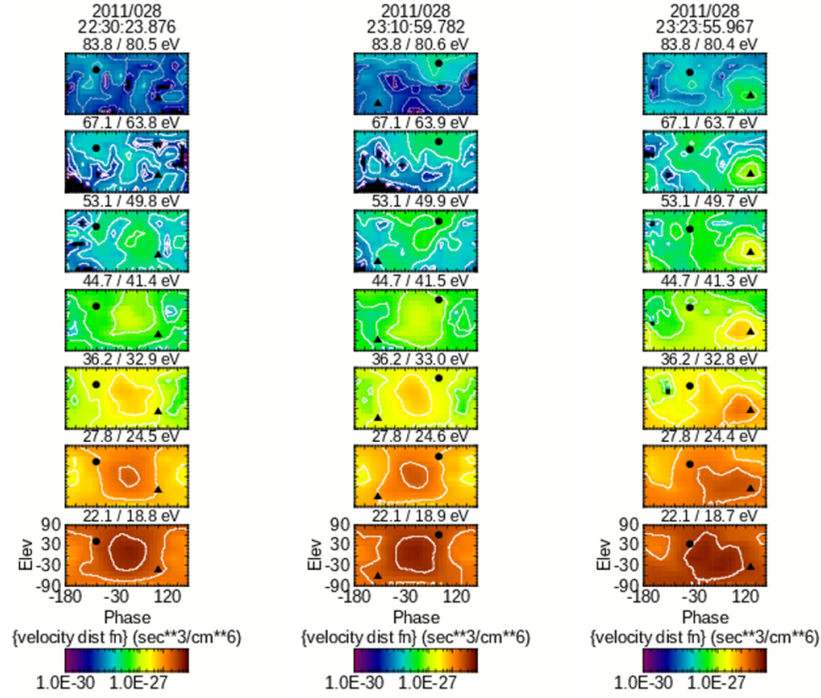 2011/028
22:30:23.876
83.8 / 80.5 eV
67.1 / 63.8 eV
53.1 / 49.8 eV
44.7 / 41.4 eV
36.2 / 32.9 eV
27.8 / 24.5 eV
22.1 / 18.8 eV
90
30
-30
-90
Elev
-180 -30 120
Phase
{velocity dist fn} (sec**3/cm**6)
1.0E-30 1.0E-27
2011/028
23:10:59.782
83.8 / 80.6 eV
67.1 / 63.9 eV
53.1 / 49.9 eV
44.7 / 41.5 eV
36.2 / 33.0 eV
27.8 / 24.6 eV
22.1 / 18.9 eV
90
30
-30
-90
Elev
-180 -30 120
Phase
{velocity dist fn} (sec**3/cm**6)
1.0E-30 1.0E-27
2011/028
23:23:55.967
83.8 / 80.4 eV
67.1 / 63.7 eV
53.1 / 49.7 eV
44.7 / 41.3 eV
36.2 / 32.8 eV
27.8 / 24.4 eV
22.1 / 18.7 eV
90
30
-30
-90
Elev
-180 -30 120
Phase
{velocity dist fn} (sec**3/cm**6)
1.0E-30 1.0E-27